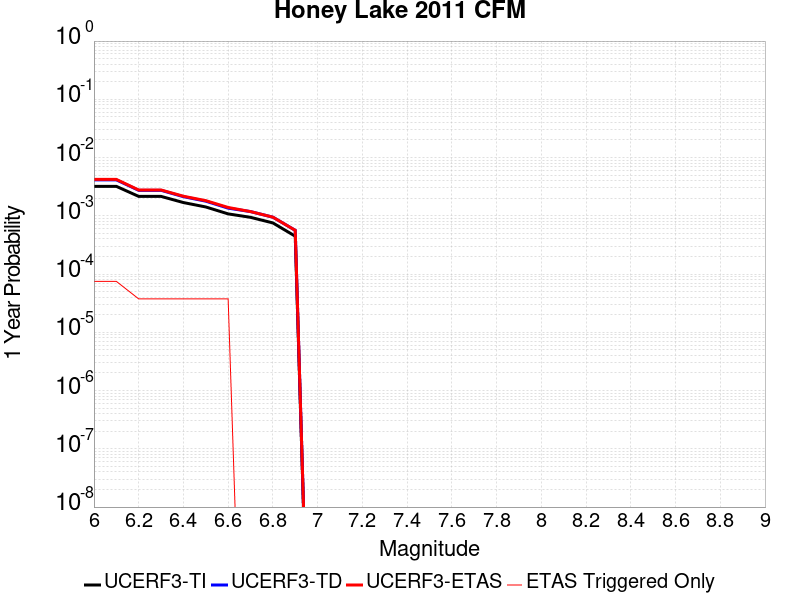 Honey Lake 2011 CFM
10^0
10^-1
10^-2
10^-3
10^-4
10^-5
10^-6
10^-7
10^-8
1 Year Probability
6 6.2 6.4 6.6 6.8 7 7.2 7.4 7.6 7.8 8 8.2 8.4 8.6 8.8 9
Magnitude
UCERF3-TI UCERF3-TD UCERF3-ETAS ETAS Triggered Only